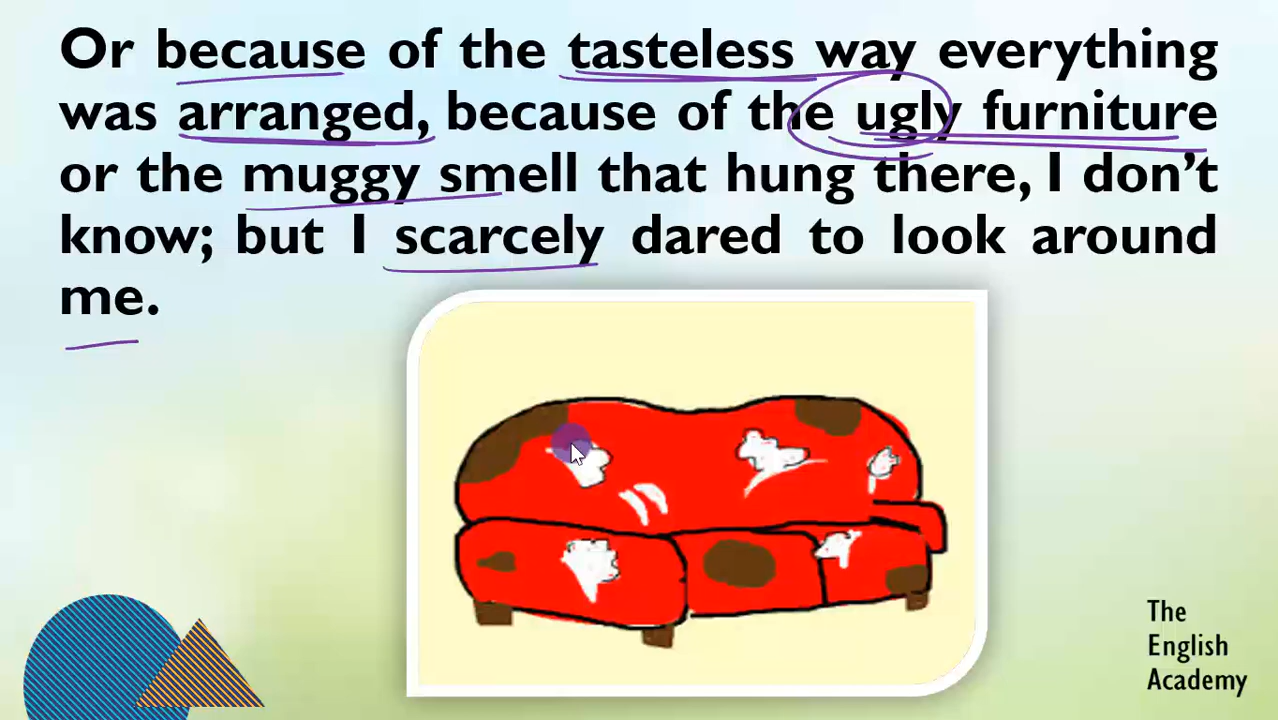 Or because of the tasteless way everything
was arranged, because of the ugly furniture
or the muggy smell that hung there, I don’t
know; but I scarcely dared to look around
me.
The
English
Academy